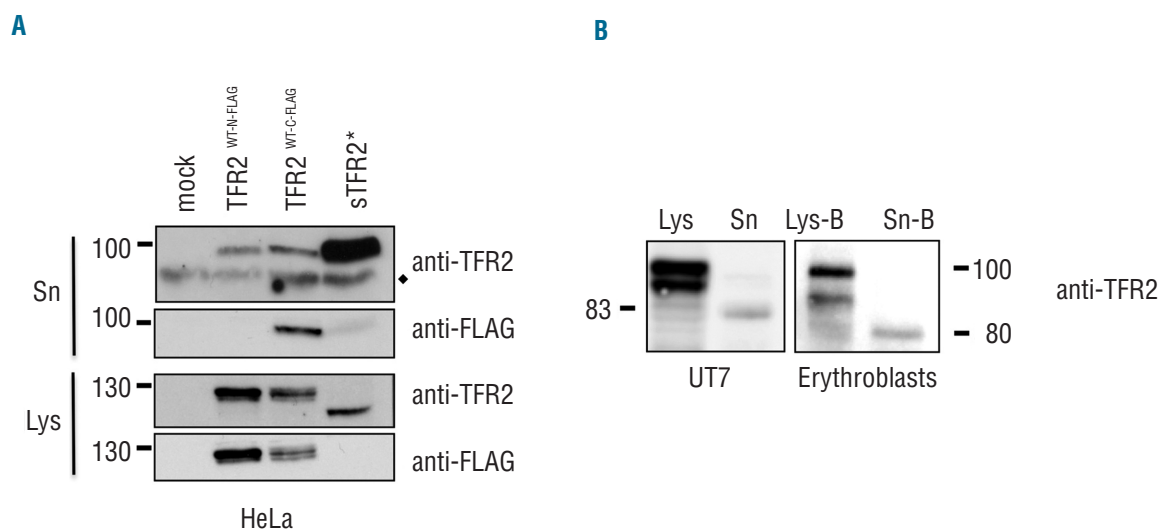 A
B
mock
TFR2 WT-N-FLAG
TFR2 WT-C-FLAG
sTFR2*
Sn
100
anti-TFR2
◆
100
anti-FLAG
Lys
130
anti-TFR2
130
anti-FLAG
HeLa
Lys Sn Lys-B Sn-B
83
100
80
anti-TFR2
UT7 Erythroblasts